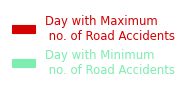 Day with Maximum
no. of Road Accidents
Day with Minimum
no. of Road Accidents